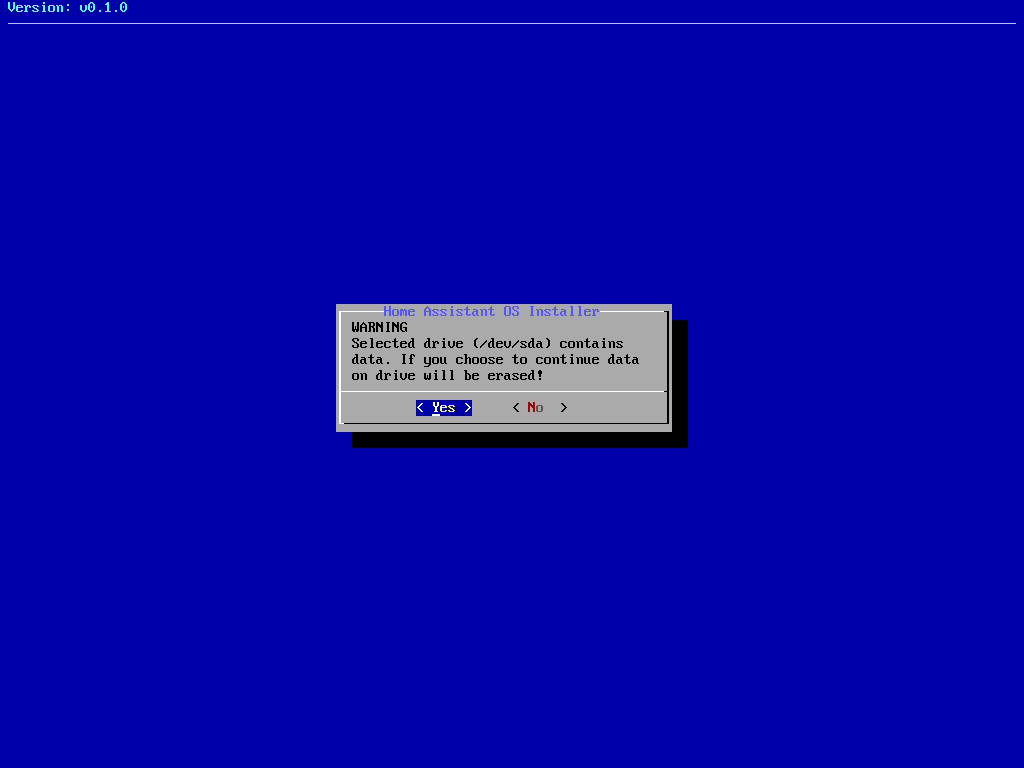 Version: v0.1.0
Home Assistant OS Installer
WARNING
Selected drive (/dev/sda) contains
data. If you choose to continue data
on drive will be erased!
< Yes > < No >